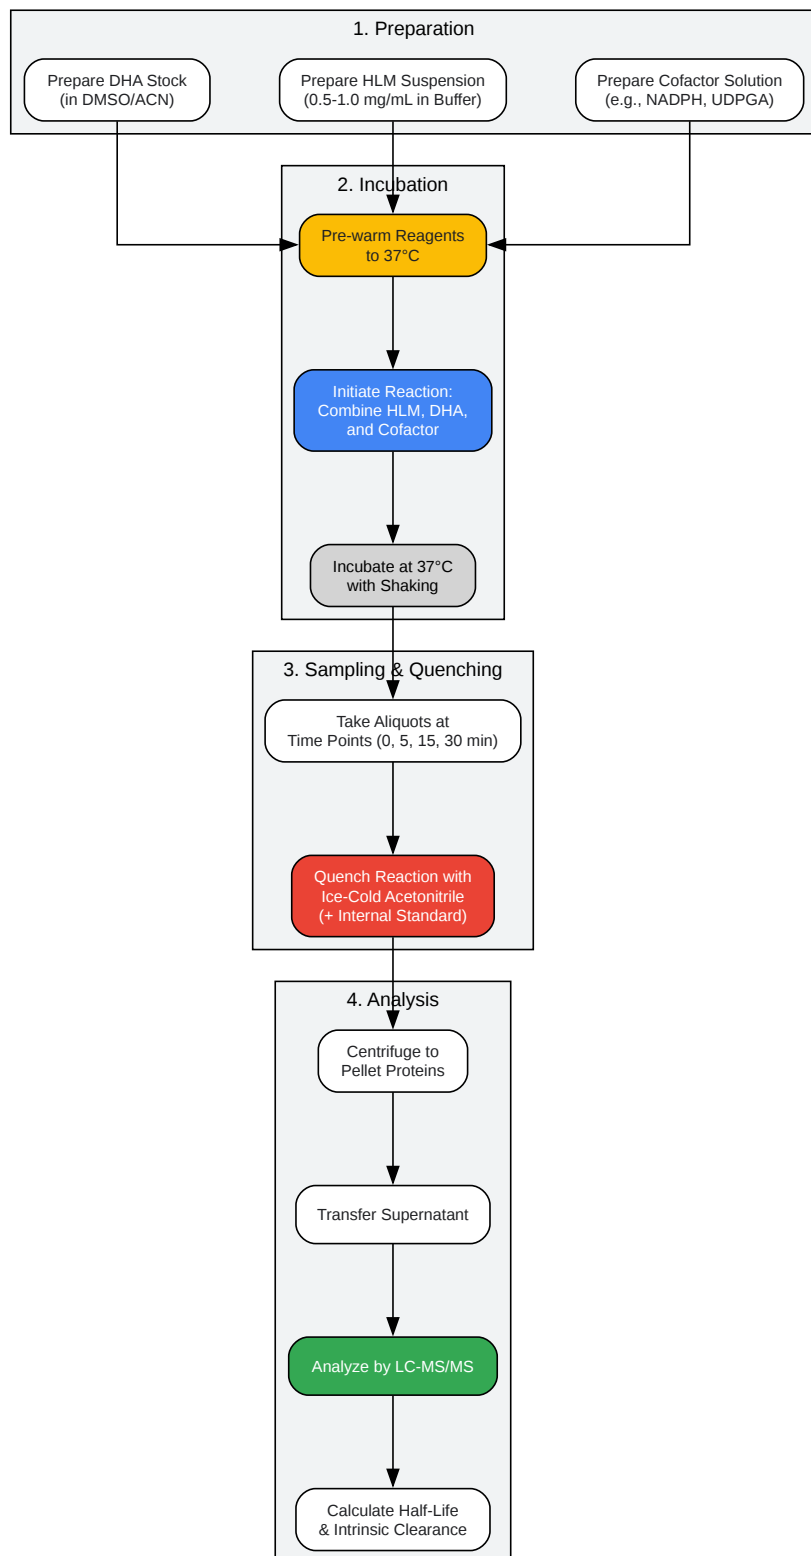 1. Preparation
Prepare DHA Stock
(in DMSO/ACN)
Prepare HLM Suspension
(0.5-1.0 mg/mL in Buffer)
Prepare Cofactor Solution
(e.g., NADPH, UDPGA)
2. Incubation
Pre-warm Reagents
to 37°C
Initiate Reaction:
Combine HLM, DHA,
and Cofactor
Incubate at 37°C
with Shaking
3. Sampling & Quenching
Take Aliquots at
Time Points (0, 5, 15, 30 min)
Quench Reaction with
Ice-Cold Acetonitrile
(+ Internal Standard)
4. Analysis
Centrifuge to
Pellet Proteins
Transfer Supernatant
Analyze by LC-MS/MS
Calculate Half-Life
& Intrinsic Clearance